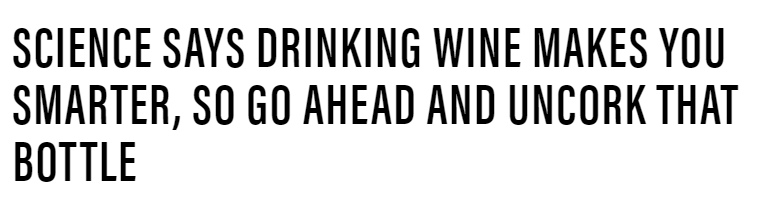 SCIENCE SAYS DRINKING WINE MAKES YOU
SMARTER, SO GO AHEAD AND UNCORK THAT
BOTTLE